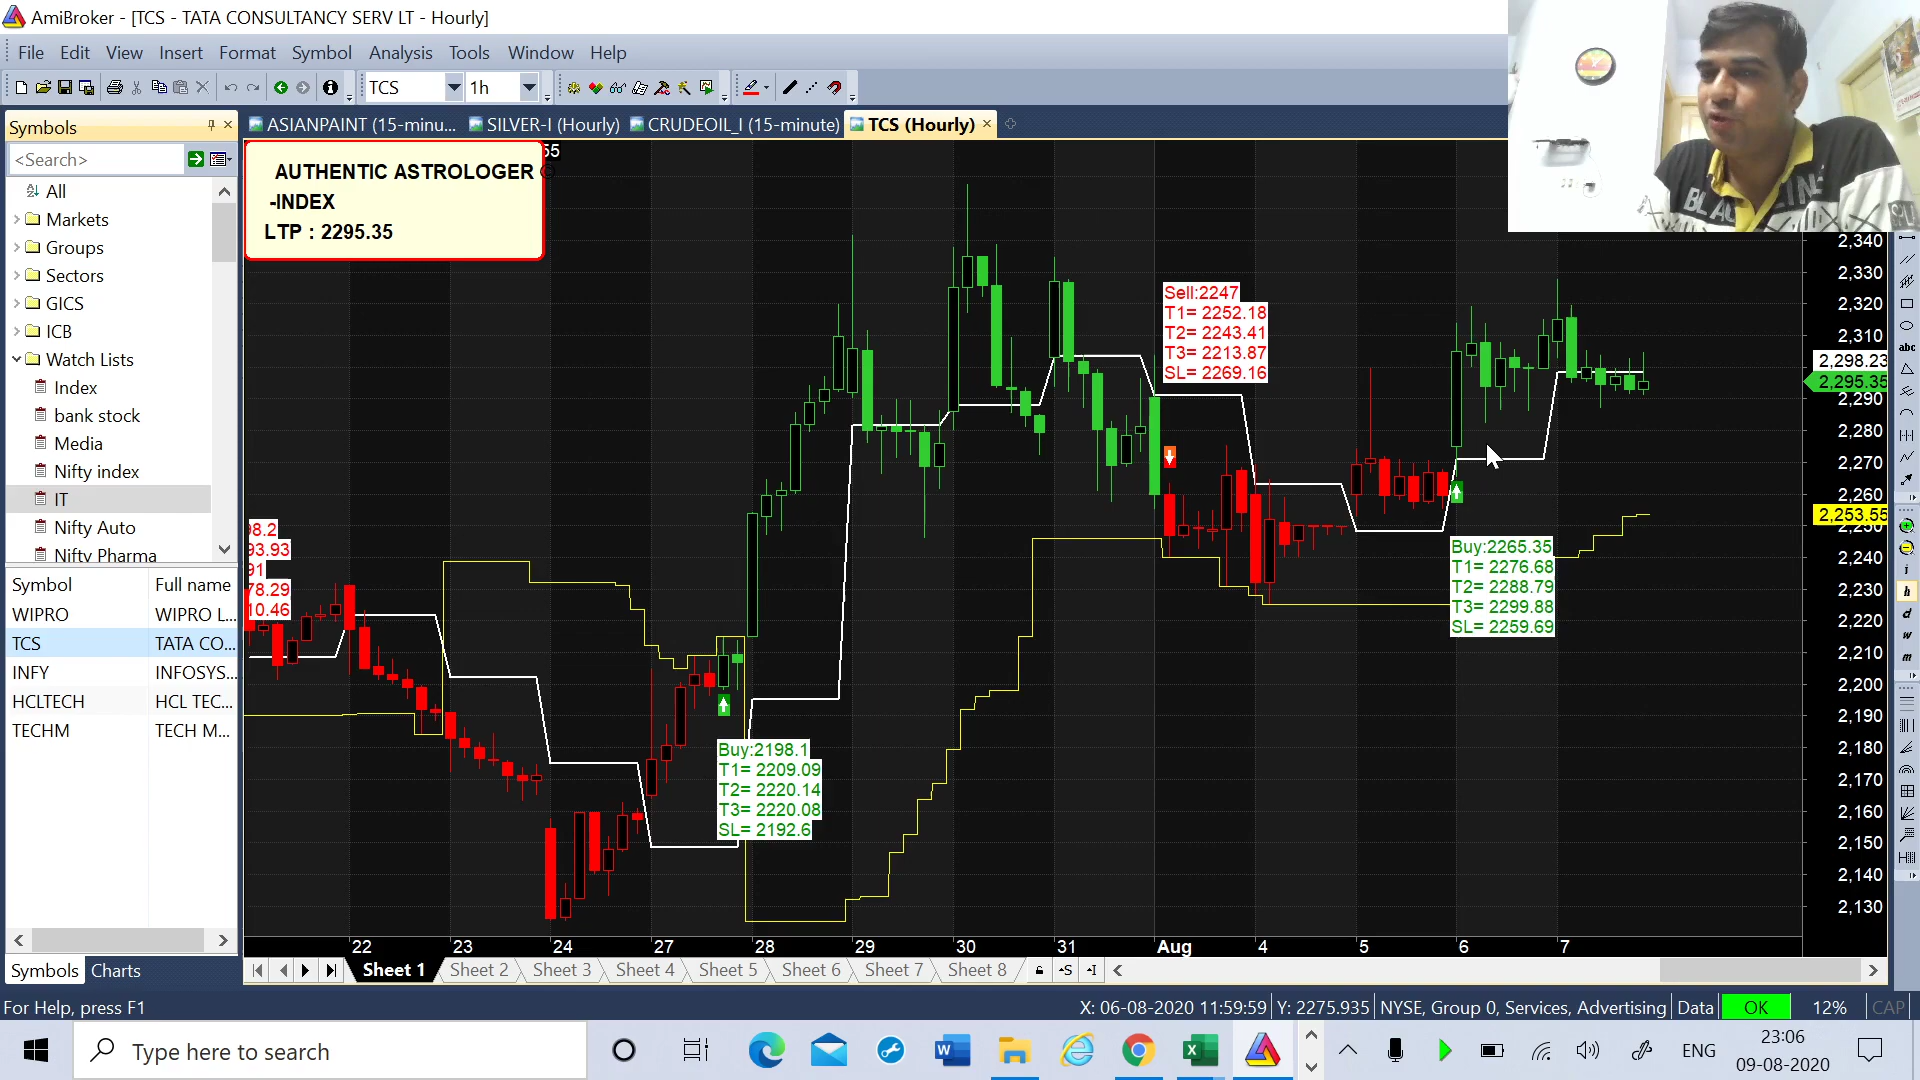 AmiBroker - [TCS - TATA CONSULTANCY SERV LT - Hourly]
File Edit View Insert Format Symbol Analysis Tools Window Help
TCS 1h
Symbols
ASIANPAINT (15-minu... SILVER-I (Hourly) CRUDEOIL_I (15-minute) TCS (Hourly)
<Search>
All
Markets
Groups
Sectors
GICS
ICB
Watch Lists
Index
bank stock
Media
Nifty index
IT
Nifty Auto
Nifty Pharma
Symbol Full name
WIPRO WIPRO L...
TCS TATA CO...
INFY INFOSYS...
HCLTECH HCL TEC...
TECHM TECH M...
Symbols Charts
55
AUTHENTIC ASTROLOGER ©
-INDEX
LTP : 2295.35
98.2
93.93
91
78.29
10.46
Buy:2198.1
T1= 2209.09
T2= 2220.14
T3= 2220.08
SL= 2192.6
Sell:2247
T1= 2252.18
T2= 2243.41
T3= 2213.87
SL= 2269.16
Buy:2265.35
T1= 2276.68
T2= 2288.79
T3= 2299.88
SL= 2259.69
2,340
2,330
2,320
2,310
2,298.23
2,295.35
2,290
2,280
2,270
2,260
2,253.55
2,240
2,230
2,220
2,210
2,200
2,190
2,180
2,170
2,160
2,150
2,140
2,130
abc
i
h
d
w
m
22 23 24 27 28 29 30 31 Aug 4 5 6 7
Sheet 1 Sheet 2 Sheet 3 Sheet 4 Sheet 5 Sheet 6 Sheet 7 Sheet 8
For Help, press F1
X: 06-08-2020 11:59:59 Y: 2275.935 NYSE, Group 0, Services, Advertising Data OK 12% CAP
Type here to search
ENG
23:06
09-08-2020